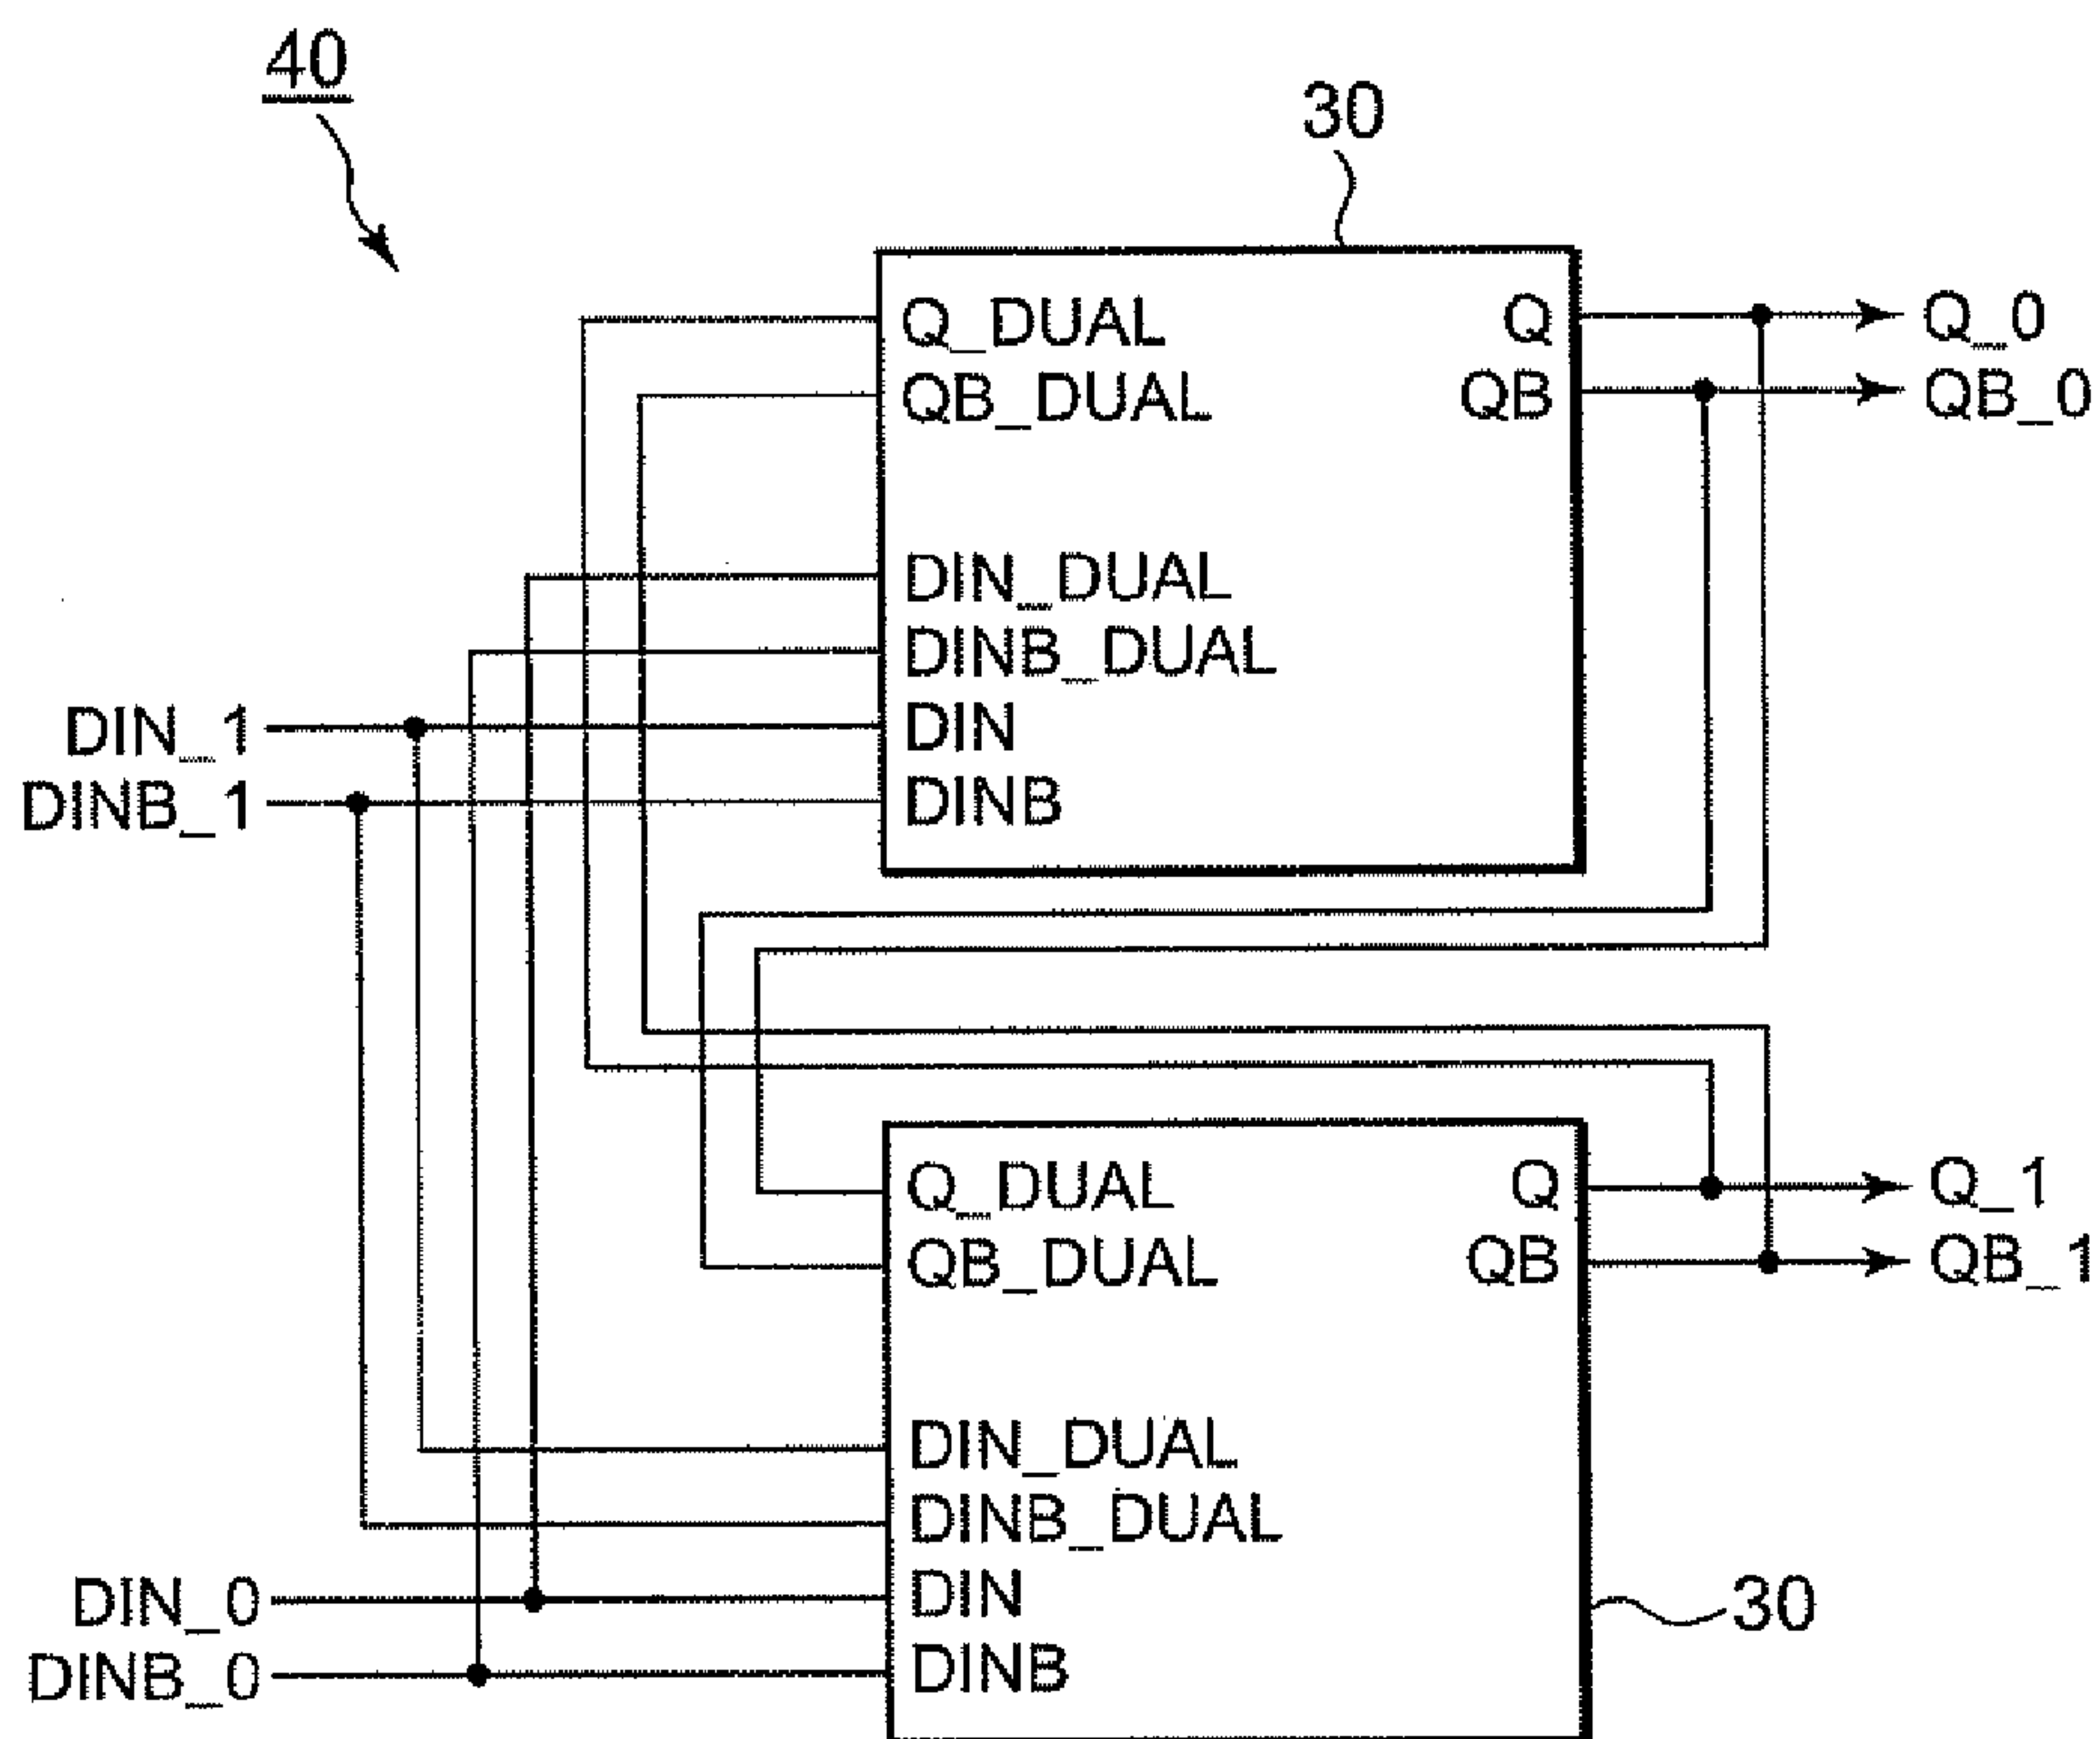 40
30
Q_DUAL Q Q_0
QB_DUAL QB QB_0
DIN_DUAL
DINB_DUAL
DIN_1 DIN
DINB_1 DINB
Q_DUAL Q Q_1
QB_DUAL QB QB_1
DIN_DUAL
DINB_DUAL
DIN_0 DIN 30
DINB_0 DINB